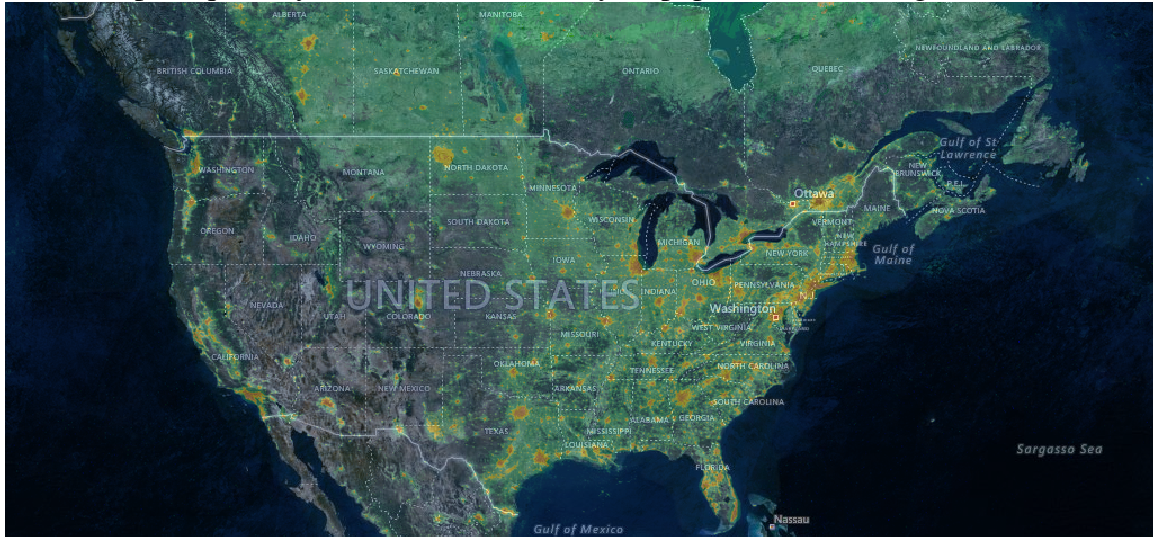 ALBERTA
MANITOBA
NEWFOUNDLAND AND LABRADOR
BRITISH COLUMBIA
SASKATCHEWAN
ONTARIO
QUEBEC
Gulf of St
Lawrence
WASHINGTON
MONTANA
NORTH DAKOTA
NEW
BRUNSWICK
P.E.I.
MINNESOTA
Ottawa
MAINE
NOVA SCOTIA
OREGON
IDAHO
SOUTH DAKOTA
WISCONSIN
VERMONT
NEW
HAMPSHIRE
WYOMING
MICHIGAN
NEW YORK
Gulf of
Maine
IOWA
NEBRASKA
OHIO
PENNSYLVANIA
UNITED STATES
NEVADA
UTAH
COLORADO
KANSAS
INDIANA
N.J.
Washington
MISSOURI
WEST VIRGINIA
KENTUCKY
VIRGINIA
CALIFORNIA
OKLAHOMA
TENNESSEE
NORTH CAROLINA
ARIZONA
NEW MEXICO
ARKANSAS
SOUTH CAROLINA
TEXAS
MISSISSIPPI
ALABAMA
GEORGIA
LOUISIANA
Sargasso Sea
FLORIDA
Gulf of Mexico
Nassau